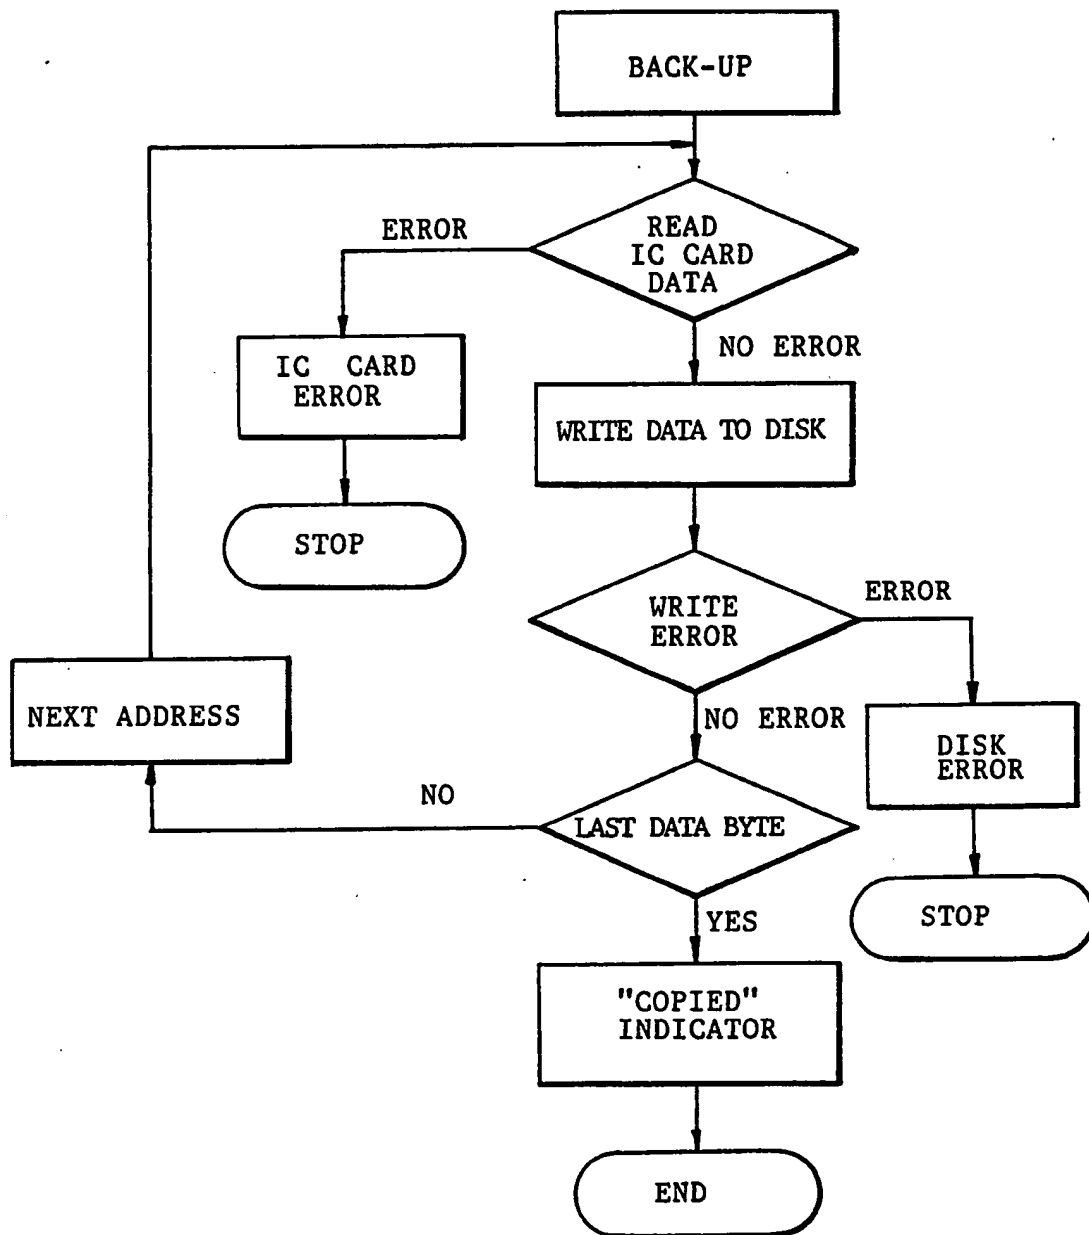 BACK-UP
ERROR
READ
IC CARD
DATA
NO ERROR
IC CARD
ERROR
WRITE DATA TO DISK
STOP
WRITE
ERROR
ERROR
NEXT ADDRESS
NO ERROR
DISK
ERROR
NO
LAST DATA BYTE
YES
STOP
"COPIED"
INDICATOR
END